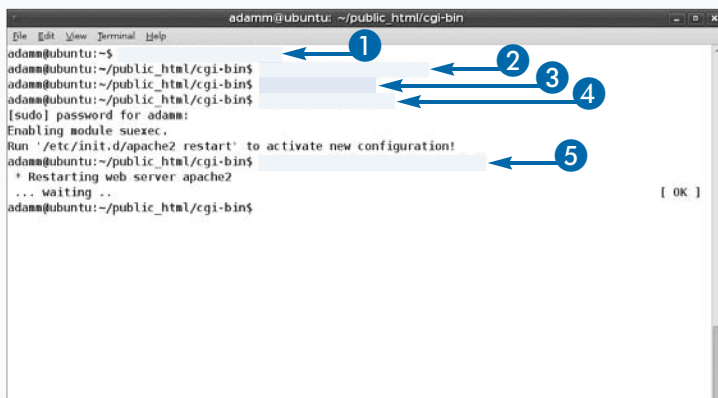 adamm@ubuntu: ~/public_html/cgi-bin
File Edit View Terminal Help
adamm@ubuntu:~$
1
adamm@ubuntu:~/public_html/cgi-bin$
2
adamm@ubuntu:~/public_html/cgi-bin$
3
adamm@ubuntu:~/public_html/cgi-bin$
4
[sudo] password for adamm:
Enabling module suexec.
Run '/etc/init.d/apache2 restart' to activate new configuration!
adamm@ubuntu:~/public_html/cgi-bin$
5
* Restarting web server apache2
... waiting .. [ OK ]
adamm@ubuntu:~/public_html/cgi-bin$